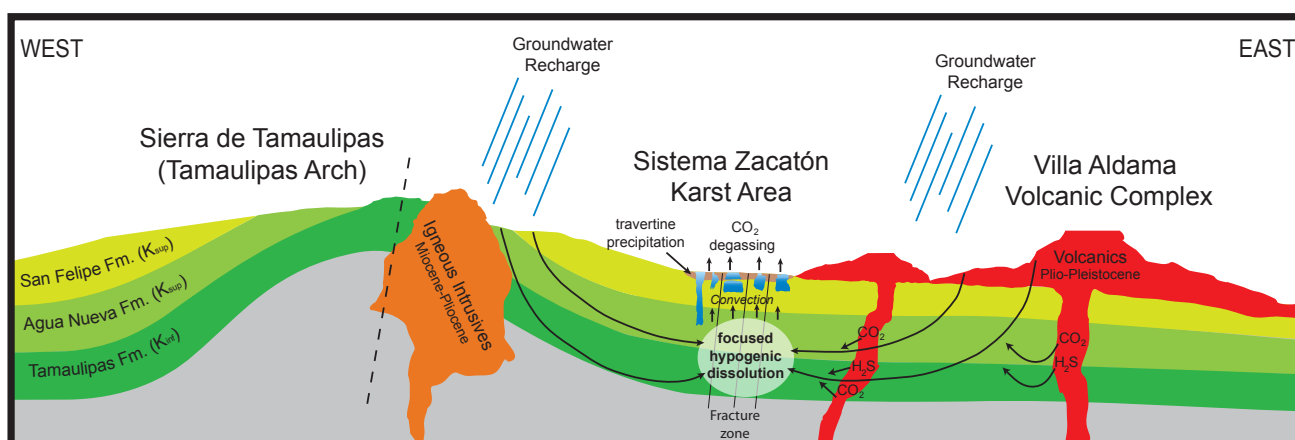 WEST
EAST
Groundwater
Recharge
Groundwater
Recharge
Sierra de Tamaulipas
(Tamaulipas Arch)
Sistema Zacatón
Karst Area
Villa Aldama
Volcanic Complex
travertine
precipitation
CO2
degassing
San Felipe Fm. (Ksup)
Agua Nueva Fm. (Ksup)
Tamaulipas Fm. (Kinf)
Igneous Intrusives
Miocene-Pliocene
Convection
focused
hypogenic
dissolution
Fracture
zone
Volcanics
Plio-Pleistocene
CO2
H2S
CO2
CO2
H2S